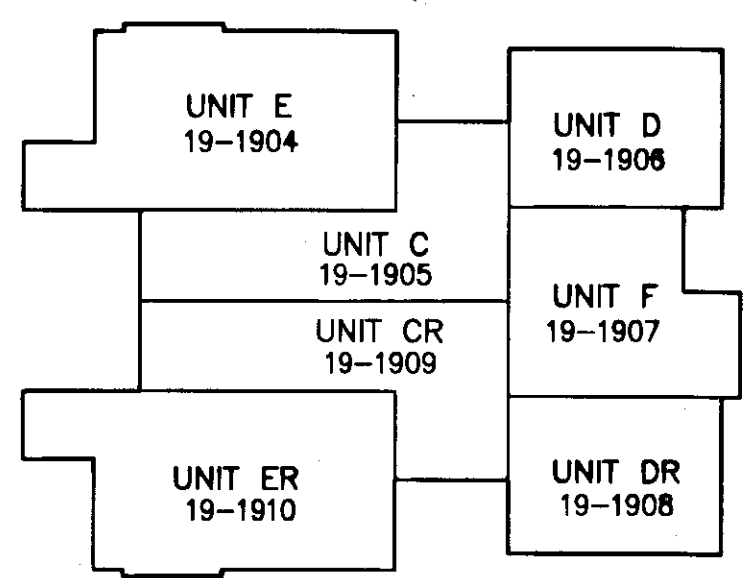 UNIT E
19-1904
UNIT D
19-1906
UNIT C
19-1905
UNIT F
19-1907
UNIT CR
19-1909
UNIT ER
19-1910
UNIT DR
19-1908